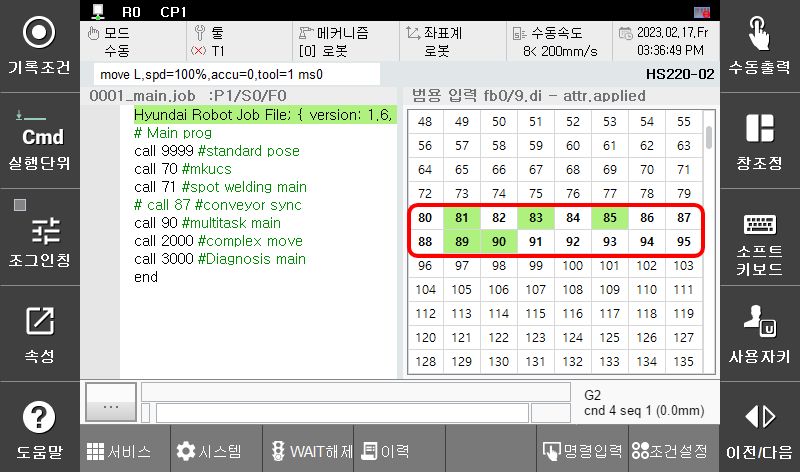 R0 CP1
기록조건
모드
수동
툴
(X) T1
메커니즘
[0] 로봇
좌표계
로봇
수동속도
8< 200mm/s
2023,02,17,Fr
03:36:49 PM
수동출력
move L,spd=100%,accu=0,tool=1 ms0
HS220-02
0001_main.job :P1/S0/F0
범용 입력 fb0/9.di - attr.applied
Cmd
실행단위
창조정
Hyundai Robot Job File; { version: 1,6,
# Main prog
call 9999 #standard pose
call 70 #mkucs
call 71 #spot welding main
# call 87 #conveyor sync
call 90 #multitask main
call 2000 #complex move
call 3000 #Diagnosis main
end
48 49 50 51 52 53 54 55
56 57 58 59 60 61 62 63
64 65 66 67 68 69 70 71
72 73 74 75 76 77 78 79
80 81 82 83 84 85 86 87
88 89 90 91 92 93 94 95
96 97 98 99 100 101 102 103
104 105 106 107 108 109 110 111
112 113 114 115 116 117 118 119
120 121 122 123 124 125 126 127
128 129 130 131 132 133 134 135
조그인칭
소프트
키보드
속성
U
사용자키
...
G2
cnd 4 seq 1 (0.0mm)
?
도움말
서비스
시스템
WAIT해제
이력
명령입력
조건설정
이전/다음